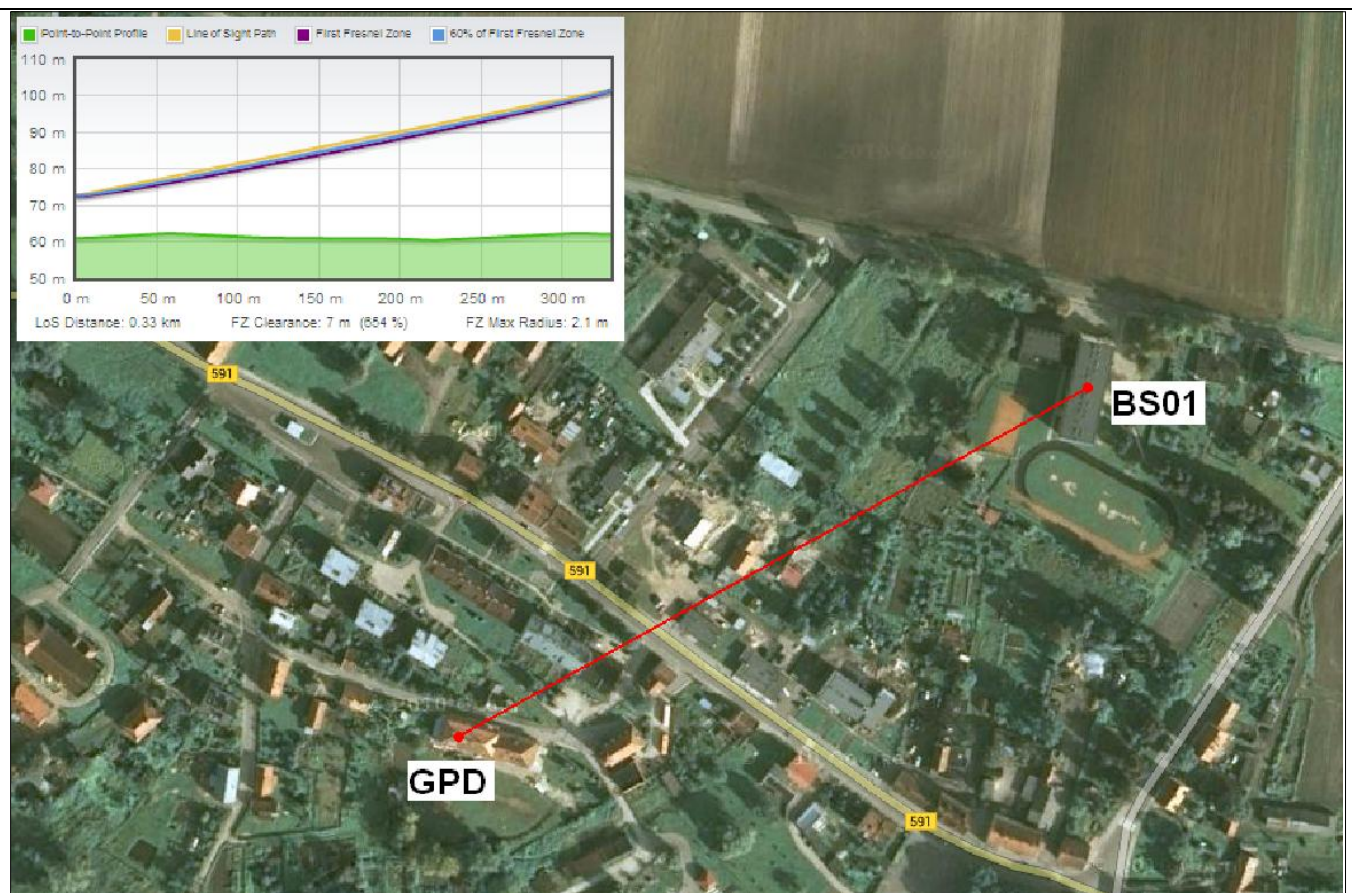 Point-to-Point Profile Line of Sight Path First Fresnel Zone 60% of First Fresnel Zone
110 m
100 m
90 m
80 m
70 m
60 m
50 m
0 m 50 m 100 m 150 m 200 m 250 m 300 m
LoS Distance: 0.33 km FZ Clearance: 7 m (654 %) FZ Max Radius: 2.1 m
591
BS01
591
GPD
591